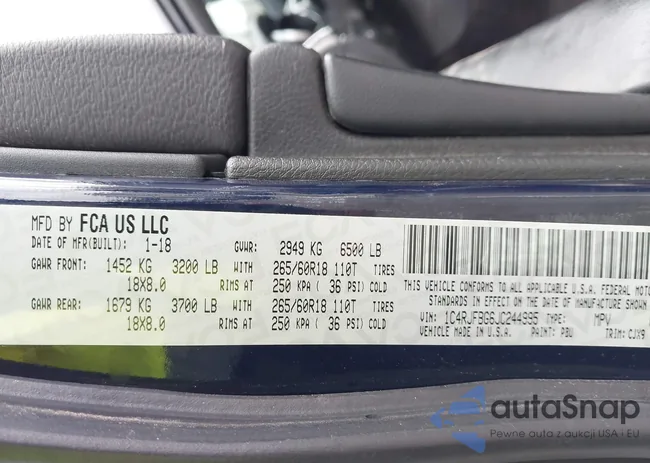 MFD BY FCA US LLC
DATE OF MFR(BUILT): 1-18 GVWR: 2949 KG 6500 LB
GAWR FRONT: 1452 KG 3200 LB WITH 265/60R18 110T TIRES
18X8.0 RIMS AT 250 KPA ( 36 PSI) COLD
GAWR REAR: 1679 KG 3700 LB WITH 265/60R18 110T TIRES
18X8.0 RIMS AT 250 KPA ( 36 PSI) COLD
THIS VEHICLE CONFORMS TO ALL APPLICABLE U.S.A. FEDERAL MOTO
STANDARDS IN EFFECT ON THE DATE OF MANUFACTURE SHOWN
VIN: 1C4RJFBG6JC244995 TYPE: MPV
VEHICLE MADE IN U.S.A. PAINT: PBU TRIM: CJX9
autaSnap
Pewne auta z aukcji USA i EU